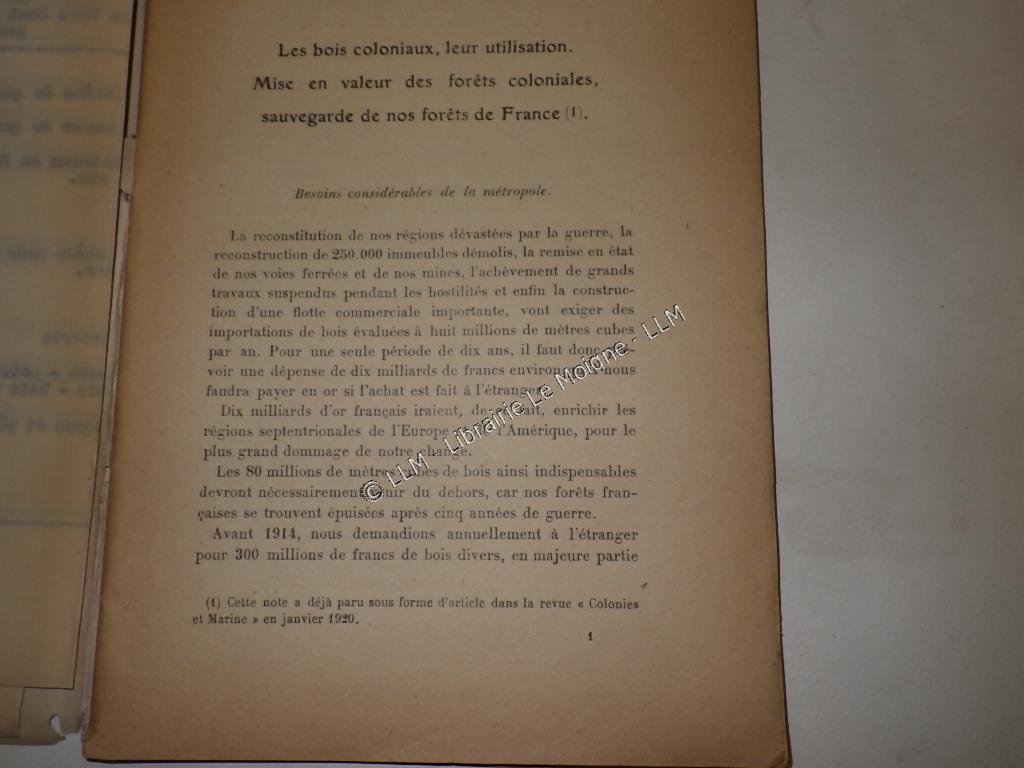 Les bois coloniaux, leur utilisation.
Mise en valeur des forêts coloniales,
sauvegarde de nos forêts de France (1).
Besoins considérables de la métropole.
La reconstitution de nos régions dévastées par la guerre, la
reconstruction de 250.000 immeubles démolis, la remise en état
de nos voies ferrées et de nos mines, l'achèvement de grands
travaux suspendus pendant les hostilités et enfin la construc-
tion d'une flotte commerciale importante, vont exiger des
importations de bois évaluées à huit millions de mètres cubes
par an. Pour une seule période de dix ans, il faut donc
voir une dépense de dix milliards de francs environ nous
faudra payer en or si l'achat est fait à l'étranger
Dix milliards d'or français iraient, de fait, enrichir les
régions septentrionales de l'Europe l'Amérique, pour le
plus grand dommage de notre change.
Les 80 millions de mètres cubes de bois ainsi indispensables
devront nécessairement venir du dehors, car nos forêts fran-
çaises se trouvent épuisées après cinq années de guerre.
Avant 1914, nous demandions annuellement à l'étranger
pour 300 millions de francs de bois divers, en majeure partie
(1) Cette note a déjà paru sous forme d'article dans la revue « Colonies
et Marine » en janvier 1920.
1
© LLM - Librairie Le Moigne - LLM